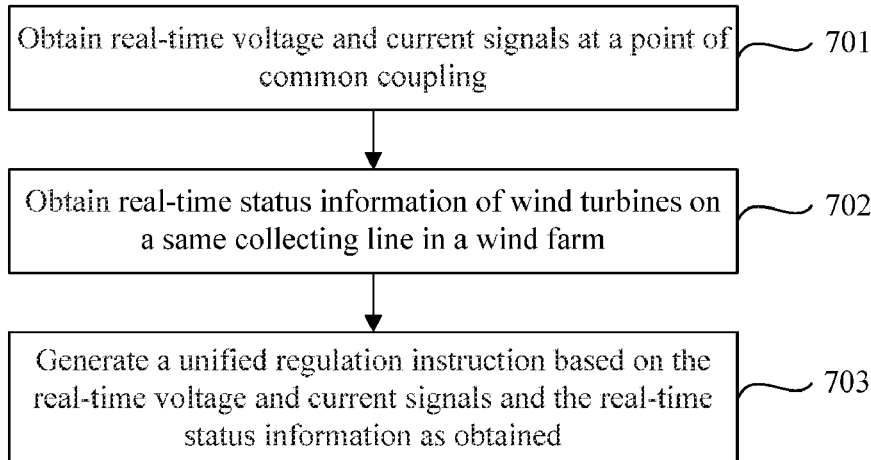 Obtain real-time voltage and current signals at a point of
common coupling
701
Obtain real-time status information of wind turbines on
a same collecting line in a wind farm
702
Generate a unified regulation instruction based on the
real-time voltage and current signals and the real-time
status information as obtained
703